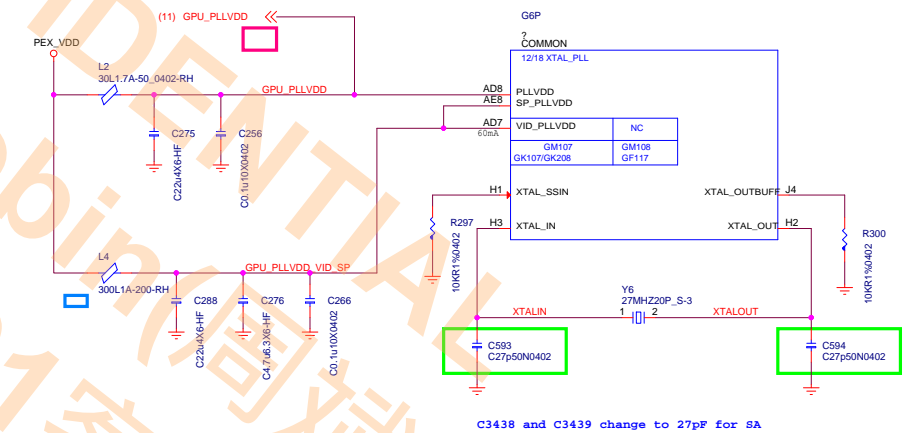 (11) GPU_PLLVDD
G6P
PEX_VDD
?
COMMON
12/18 XTAL_PLL
L2
30L1.7A-50_0402-RH
GPU_PLLVDD
AD8
PLLVDD
AE8
SP_PLLVDD
AD7
VID_PLLVDD
60mA
NC
GM107
GM108
GK107/GK208
GF117
C275
C22u4X6-HF
C256
C0.1u10X0402
H1
XTAL_SSIN
XTAL_OUTBUFF
J4
H3
XTAL_IN
XTAL_OUT
H2
R297
10KR1%0402
R300
10KR1%0402
L4
300L1A-200-RH
GPU_PLLVDD_VID_SP
C288
C22u4X6-HF
C276
C4.7u6.3X6-HF
C266
C0.1u10X0402
Y6
27MHZ20P_S-3
XTALIN
1
2
XTALOUT
C593
C27p50N0402
C594
C27p50N0402
C3438 and C3439 change to 27pF for SA